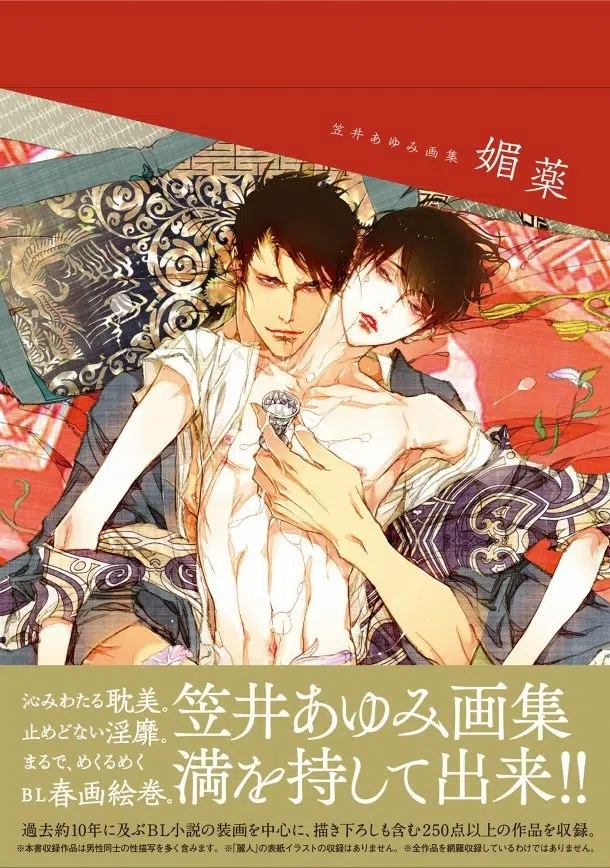 笠井あゆみ画集
媚薬
沁みわたる耽美。
止めどない淫靡。
まるで、めくるめく
BL春画絵巻。
笠井あゆみ画集
満を持して出来!!
過去約10年に及ぶBL小説の装画を中心に、描き下ろしも含む250点以上の作品を収録。
※本書収録作品は男性同士の性描写を多く含みます。※「麗人」の表紙イラストの収録はありません。※全作品を網羅収録しているわけではありません。